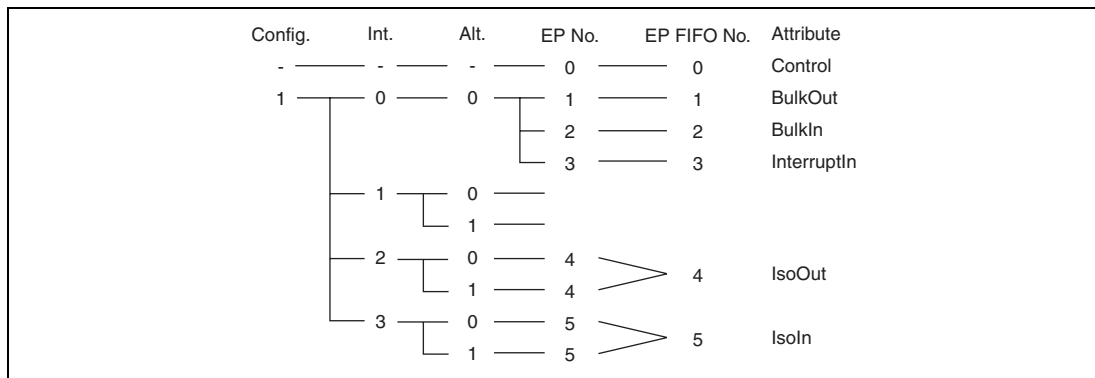 Config. Int. Alt. EP No. EP FIFO No. Attribute
- - - 0 0 Control
1 0 0 1 1 BulkOut
2 2 BulkIn
3 3 InterruptIn
1 0
1
2 0 4
4 IsoOut
1 4
3 0 5
5 IsoIn
1 5